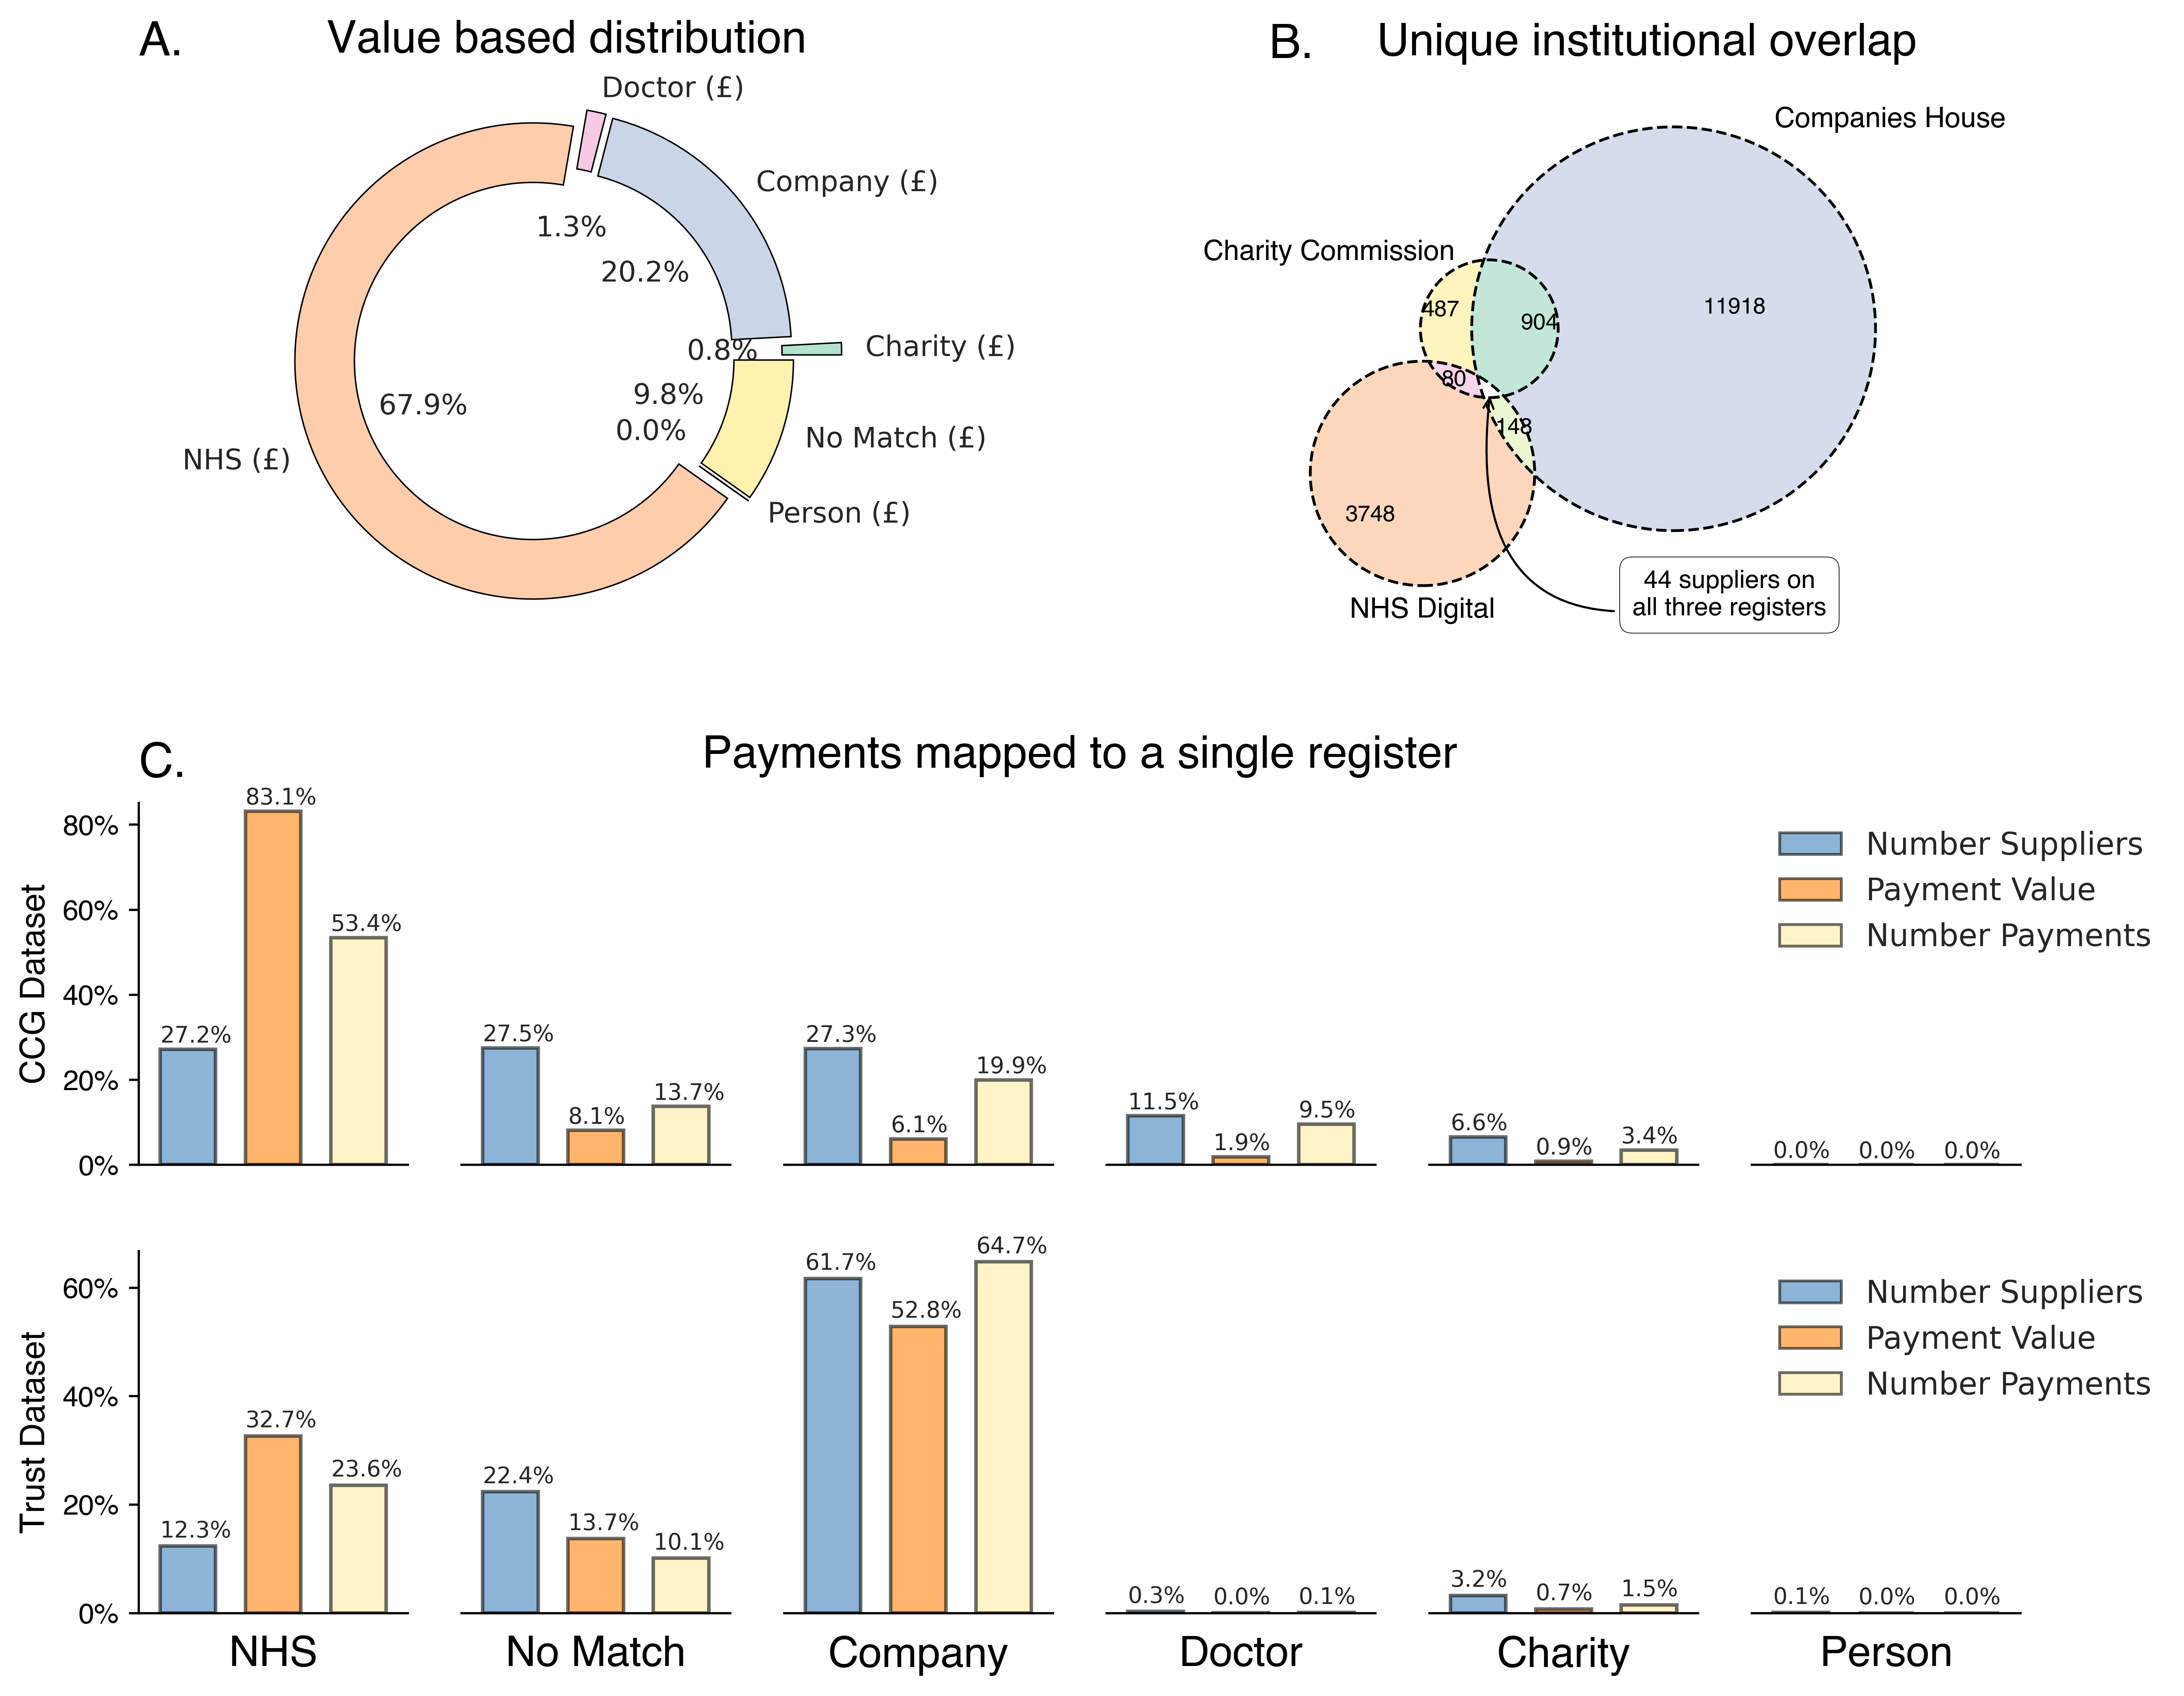 A.
Value based distribution
Doctor (£)
Company (£)
1.3%
20.2%
0.8%
Charity (£)
9.8%
67.9%
0.0%
No Match (£)
NHS (£)
Person (£)
B.
Unique institutional overlap
Companies House
Charity Commission
487
904
11918
80
148
3748
44 suppliers on
all three registers
NHS Digital
C.
Payments mapped to a single register
CCG Dataset
80%
60%
40%
20%
0%
27.2%
83.1%
53.4%
27.5%
8.1%
13.7%
27.3%
6.1%
19.9%
11.5%
1.9%
9.5%
6.6%
0.9%
3.4%
0.0%
0.0%
0.0%
Number Suppliers
Payment Value
Number Payments
Trust Dataset
60%
40%
20%
0%
12.3%
32.7%
23.6%
22.4%
13.7%
10.1%
61.7%
52.8%
64.7%
0.3%
0.0%
0.1%
3.2%
0.7%
1.5%
0.1%
0.0%
0.0%
Number Suppliers
Payment Value
Number Payments
NHS
No Match
Company
Doctor
Charity
Person